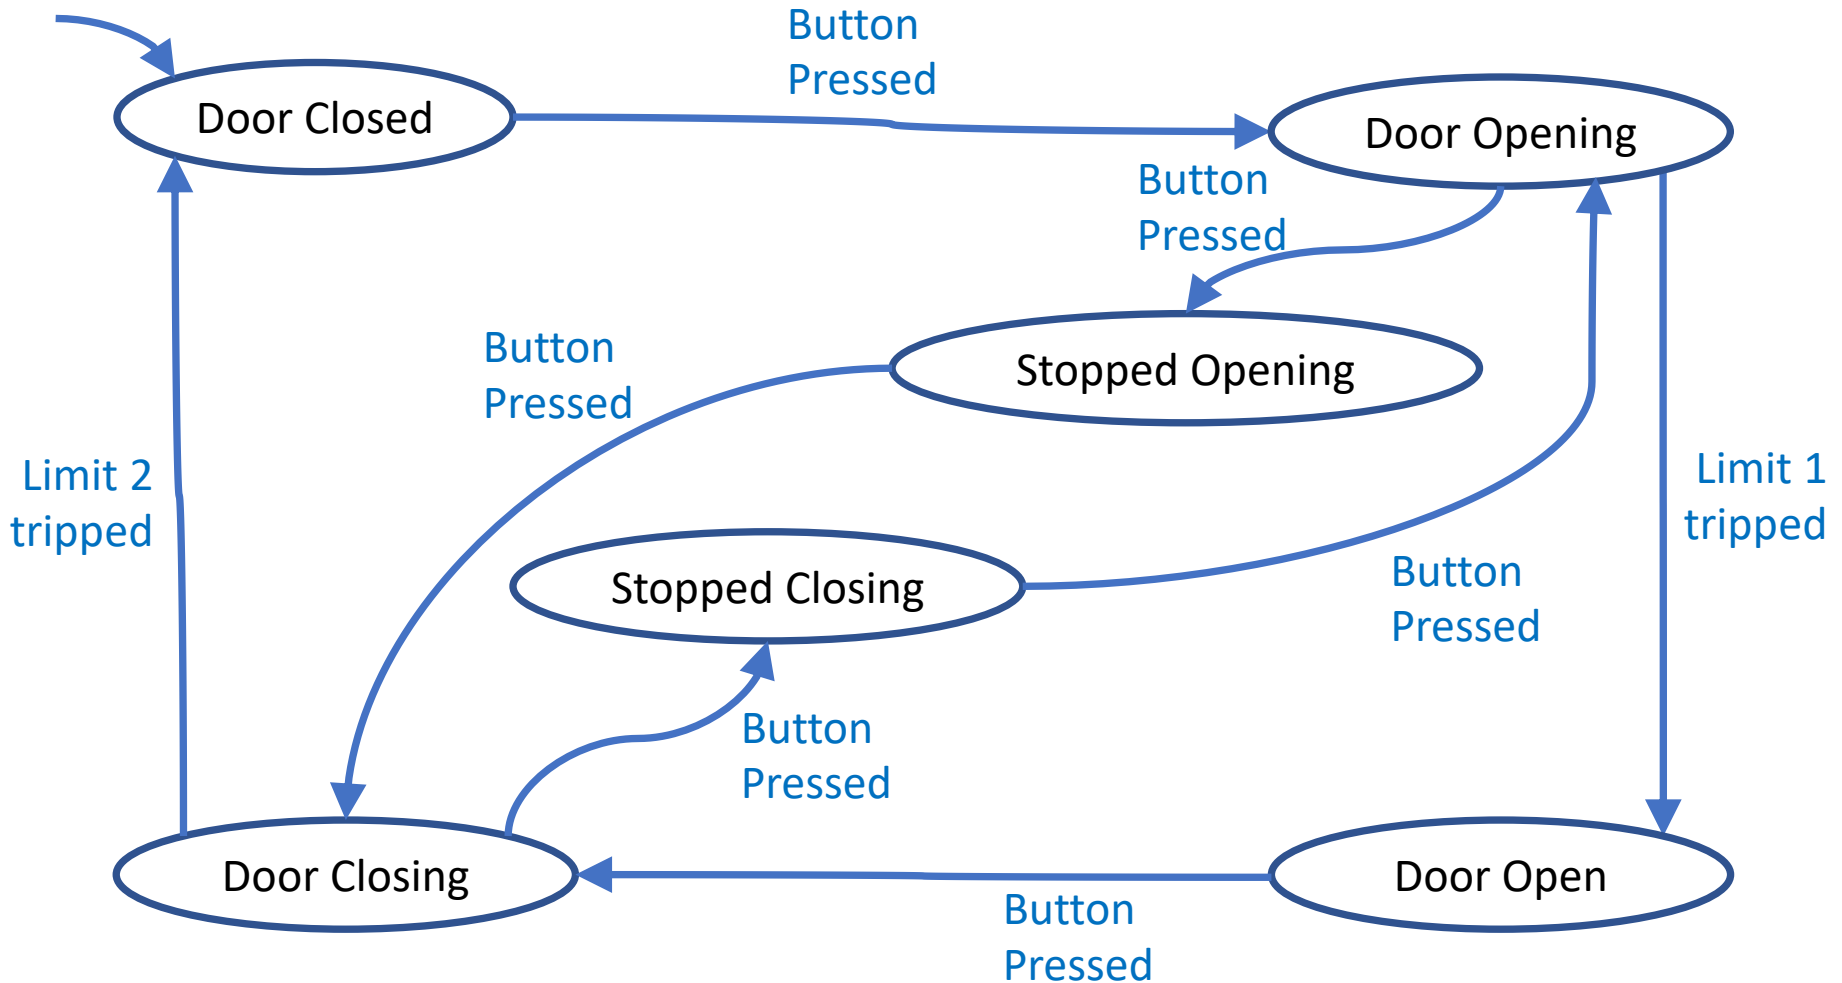 Button
Pressed
Door Closed
Door Opening
Button
Pressed
Button
Pressed
Stopped Opening
Limit 2
tripped
Limit 1
tripped
Stopped Closing
Button
Pressed
Button
Pressed
Door Closing
Door Open
Button
Pressed